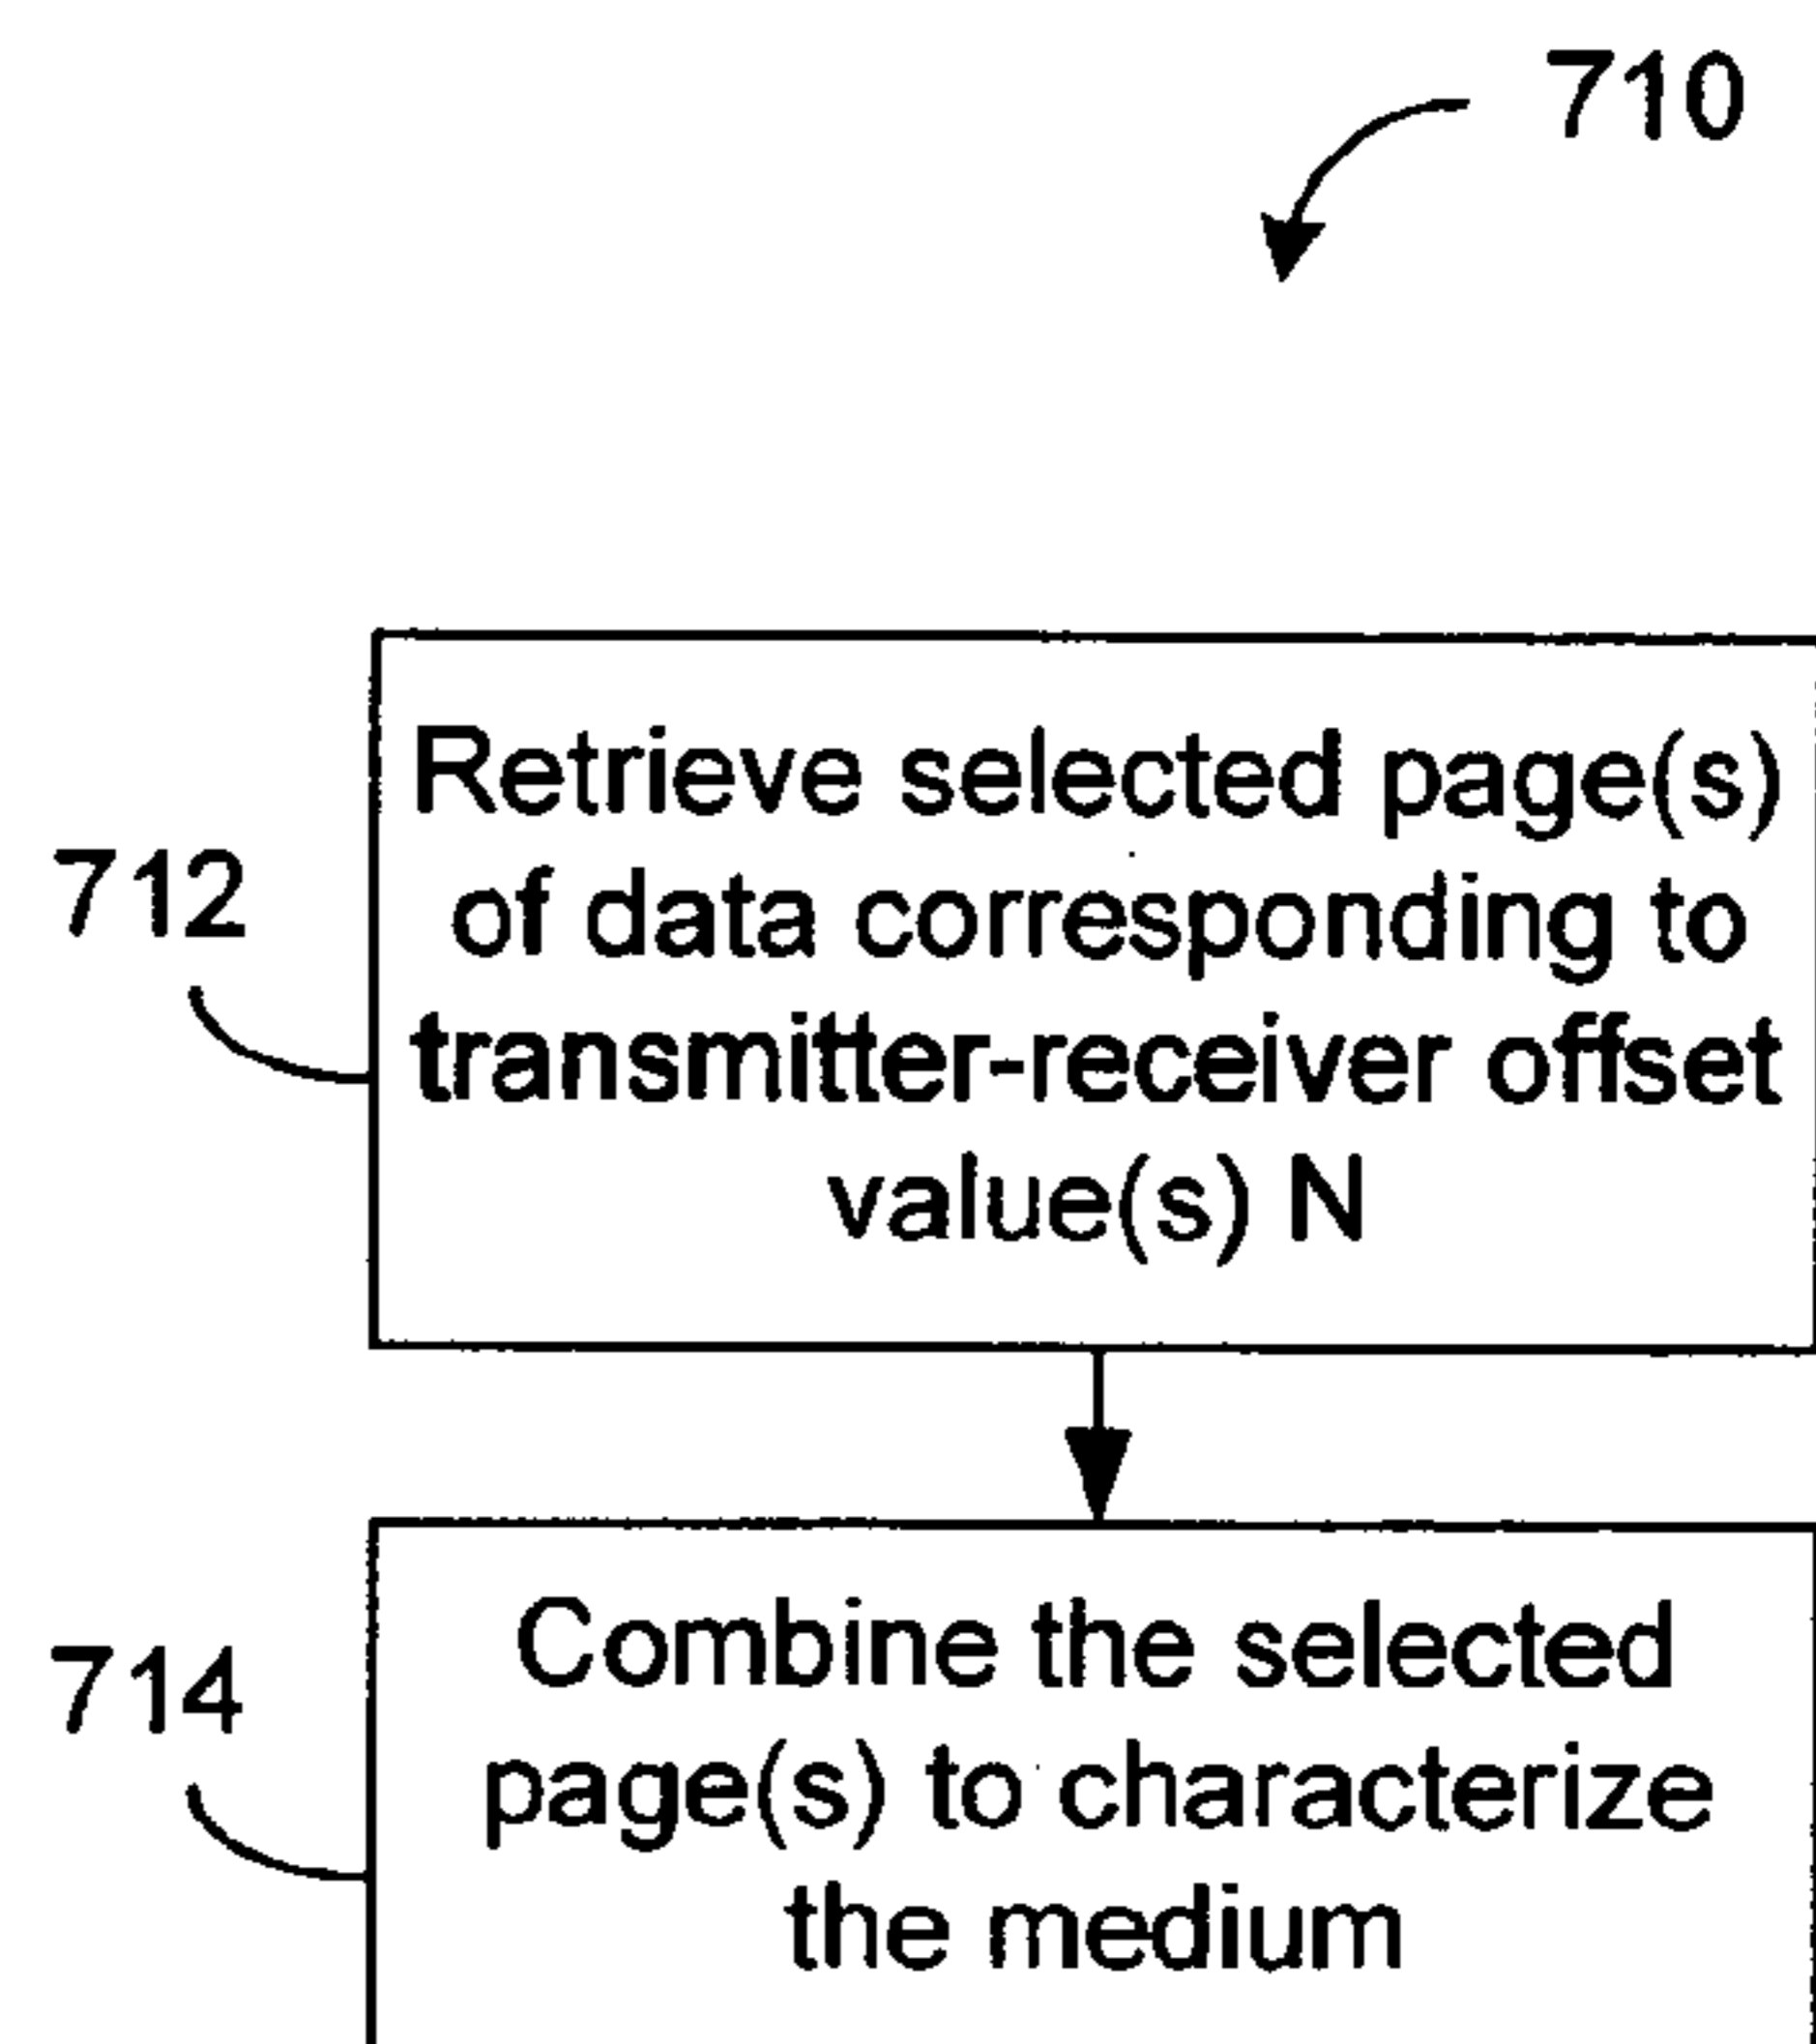 710
Retrieve selected page(s)
of data corresponding to
transmitter-receiver offset
value(s) N
712
Combine the selected
page(s) to characterize
the medium
714